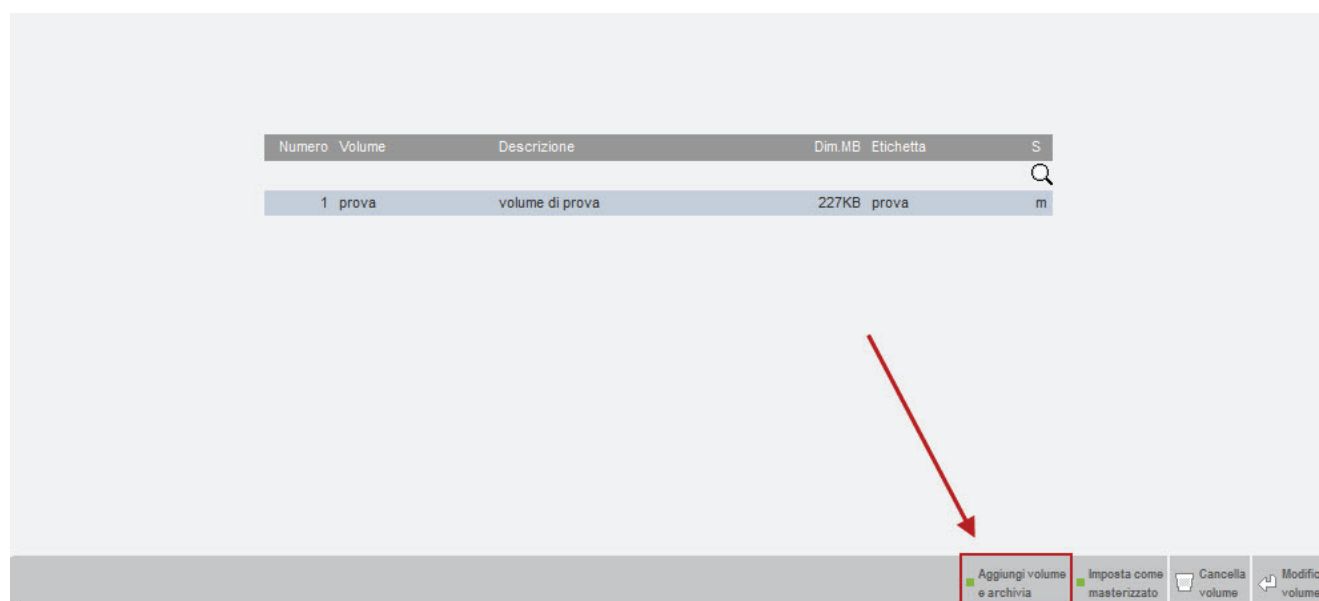 Numero Volume Descrizione Dim.MB Etichetta S
1 prova volume di prova 227KB prova m
Aggiungi volume Imposta come Cancella Modific
e archivia masterizzato volume volume